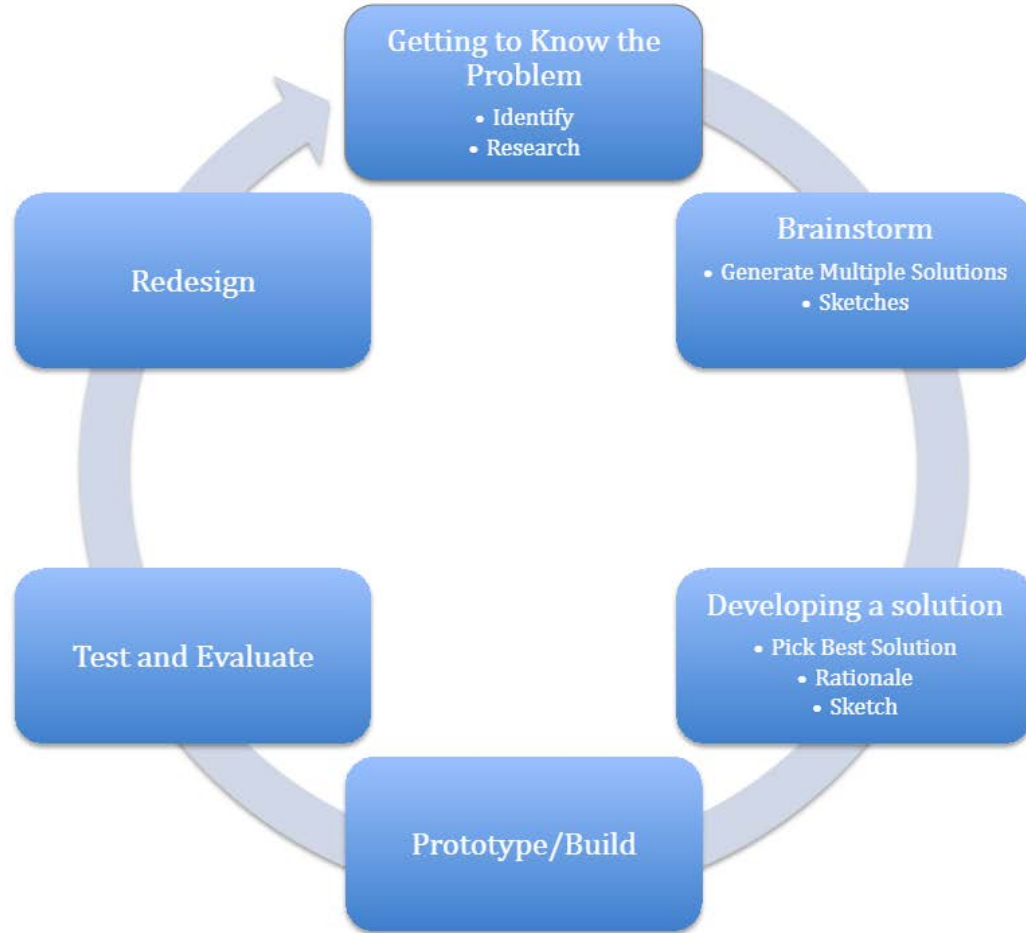 Getting to Know the
Problem
• Identify
• Research
Brainstorm
• Generate Multiple Solutions
• Sketches
Developing a solution
• Pick Best Solution
• Rationale
• Sketch
Prototype/Build
Test and Evaluate
Redesign